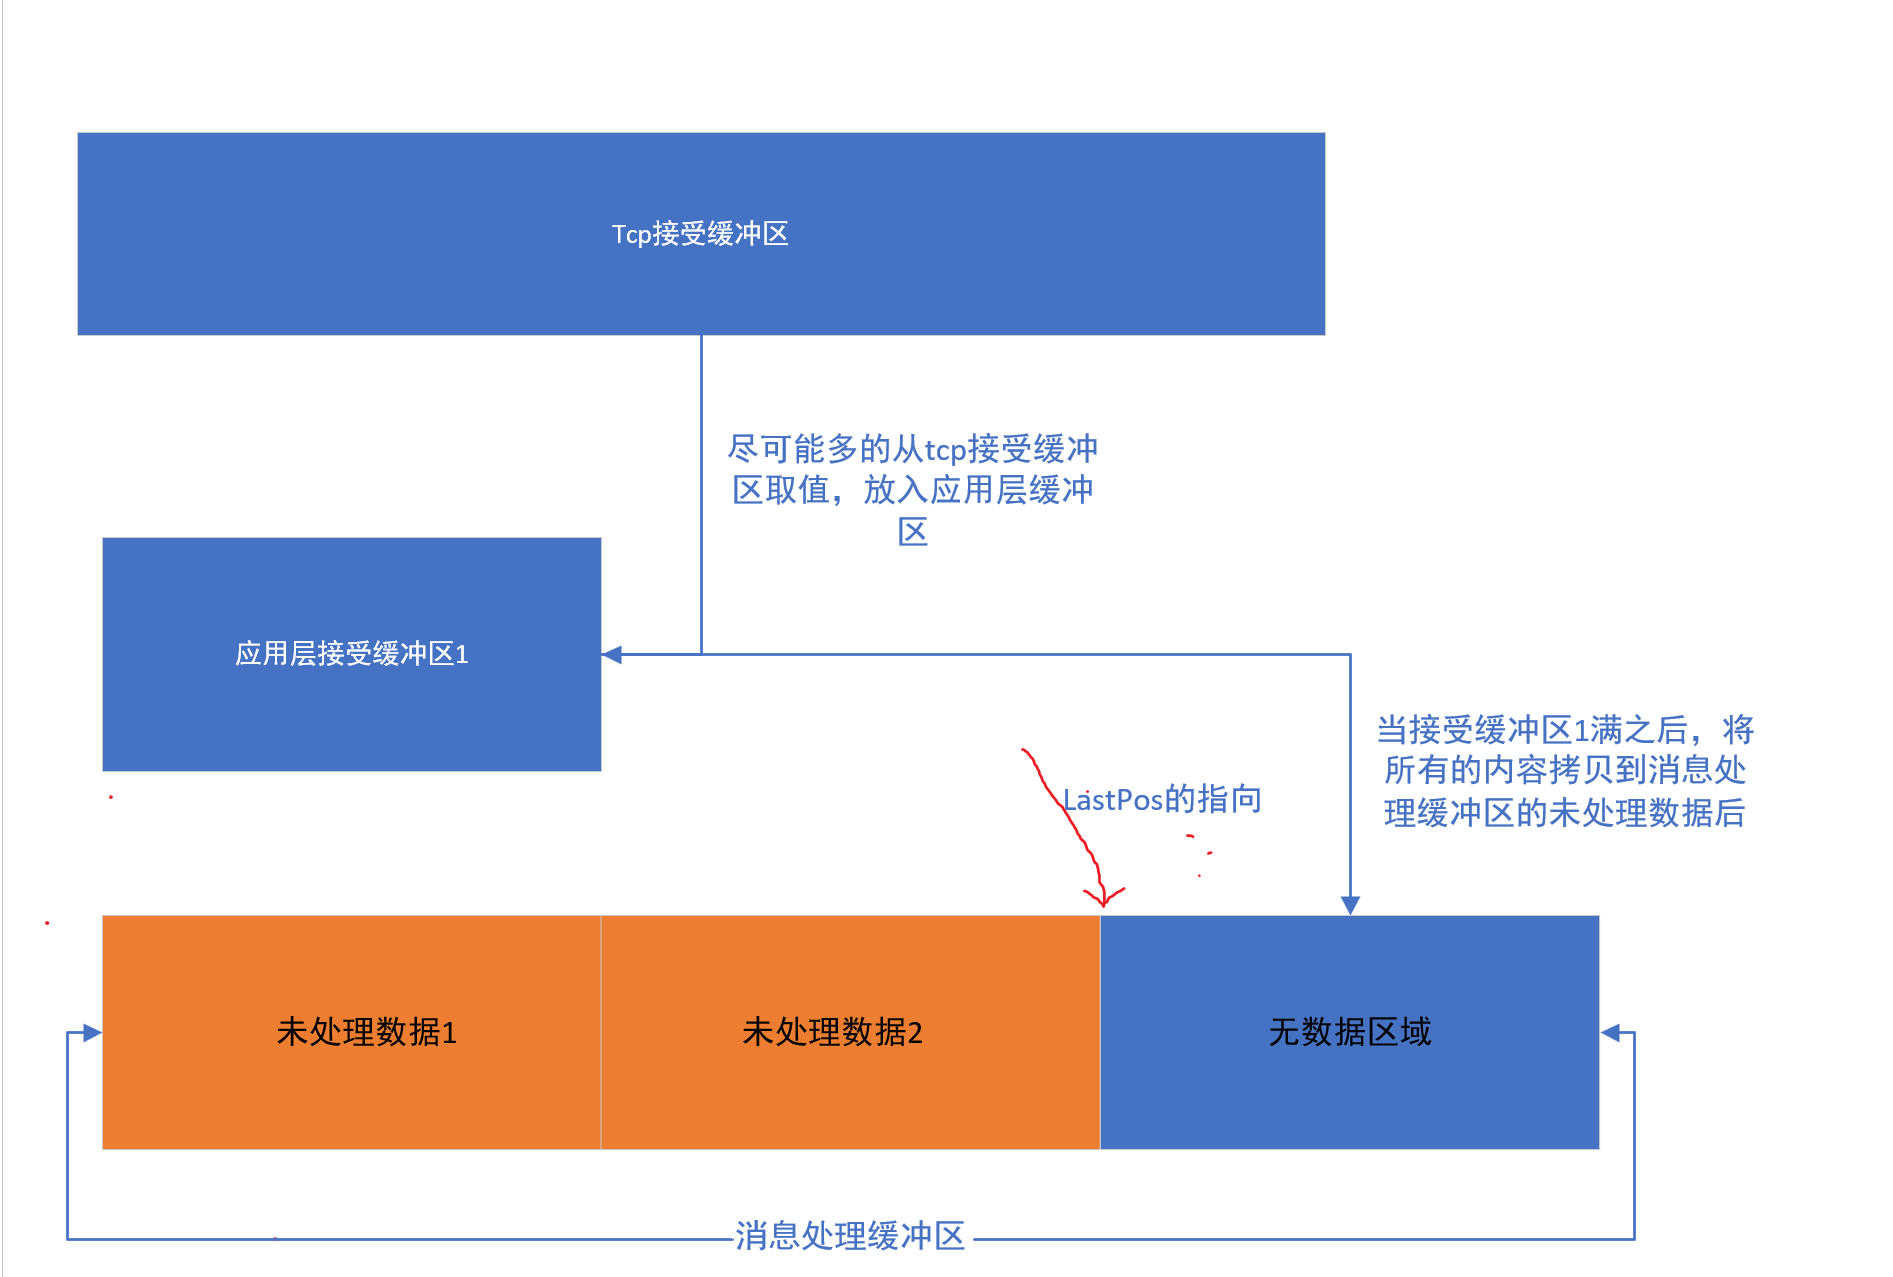 Tcp接受缓冲区
尽可能多的从tcp接受缓冲
区取值，放入应用层缓冲
区
应用层接受缓冲区1
当接受缓冲区1满之后，将
所有的内容拷贝到消息处
理缓冲区的未处理数据后
LastPos的指向
未处理数据1
未处理数据2
无数据区域
消息处理缓冲区